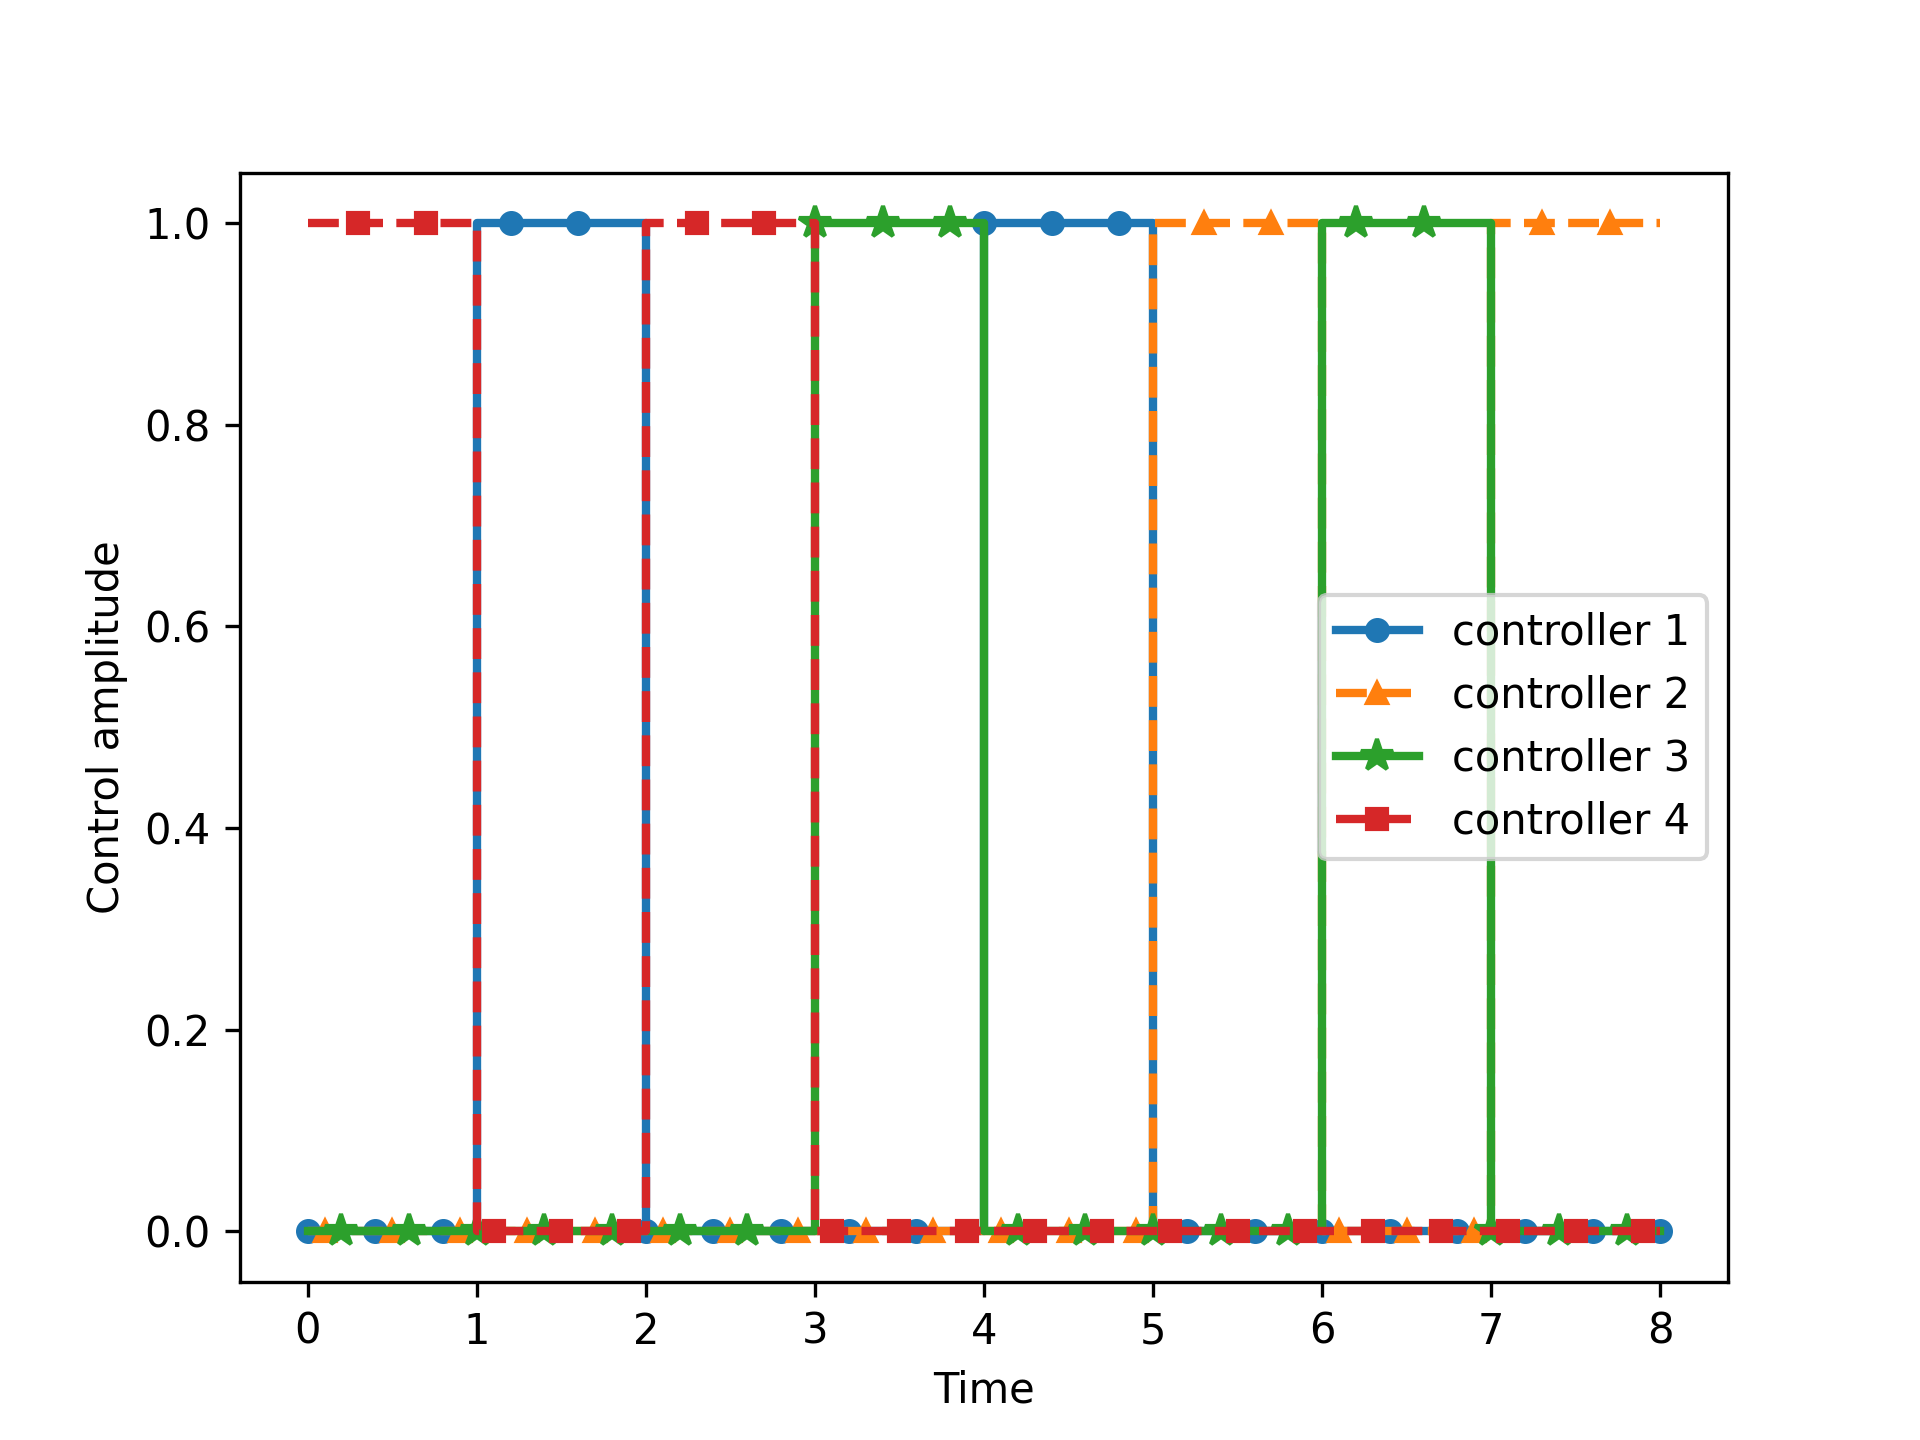 1.0
0.8
0.6
0.4
0.2
0.0
Control amplitude
controller 1
controller 2
controller 3
controller 4
0 1 2 3 4 5 6 7 8
Time